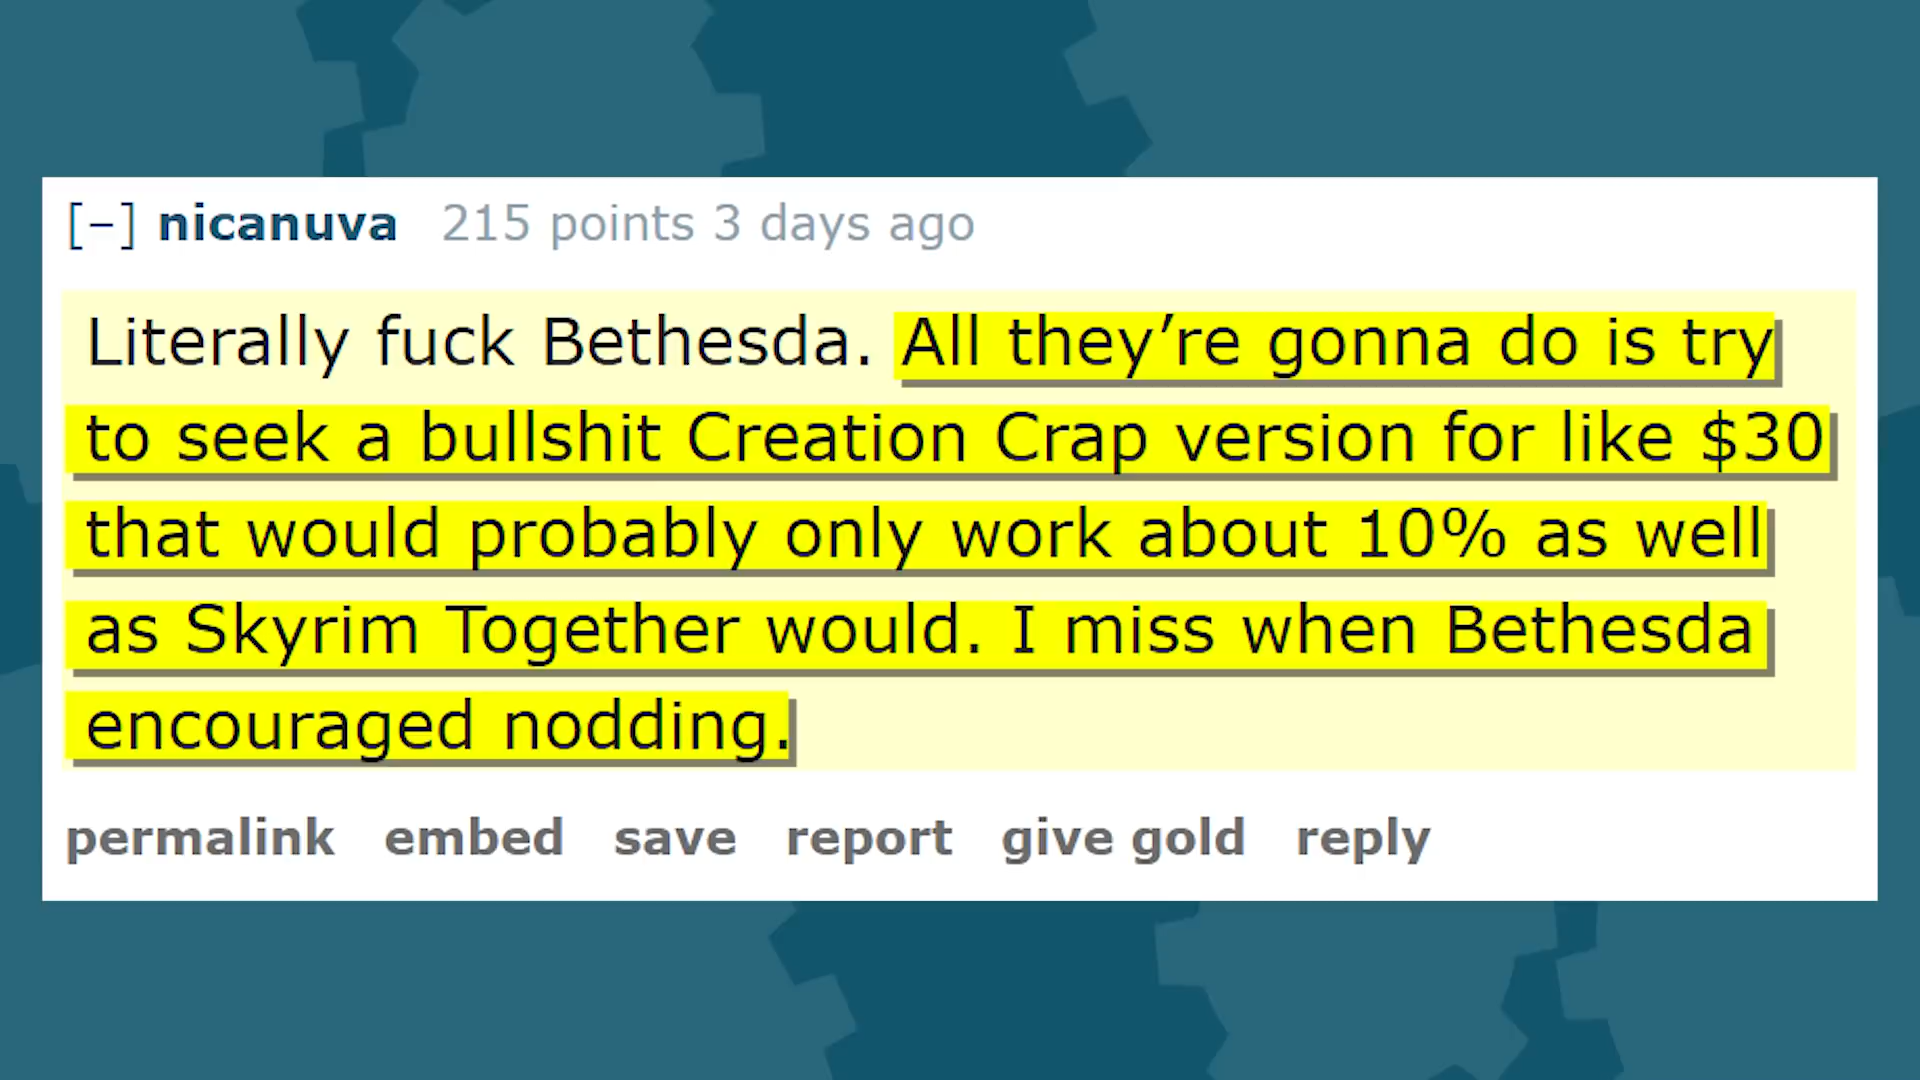 [–] nicanuva 215 points 3 days ago
Literally fuck Bethesda. All they’re gonna do is try
to seek a bullshit Creation Crap version for like $30
that would probably only work about 10% as well
as Skyrim Together would. I miss when Bethesda
encouraged nodding.
permalink embed save report give gold reply